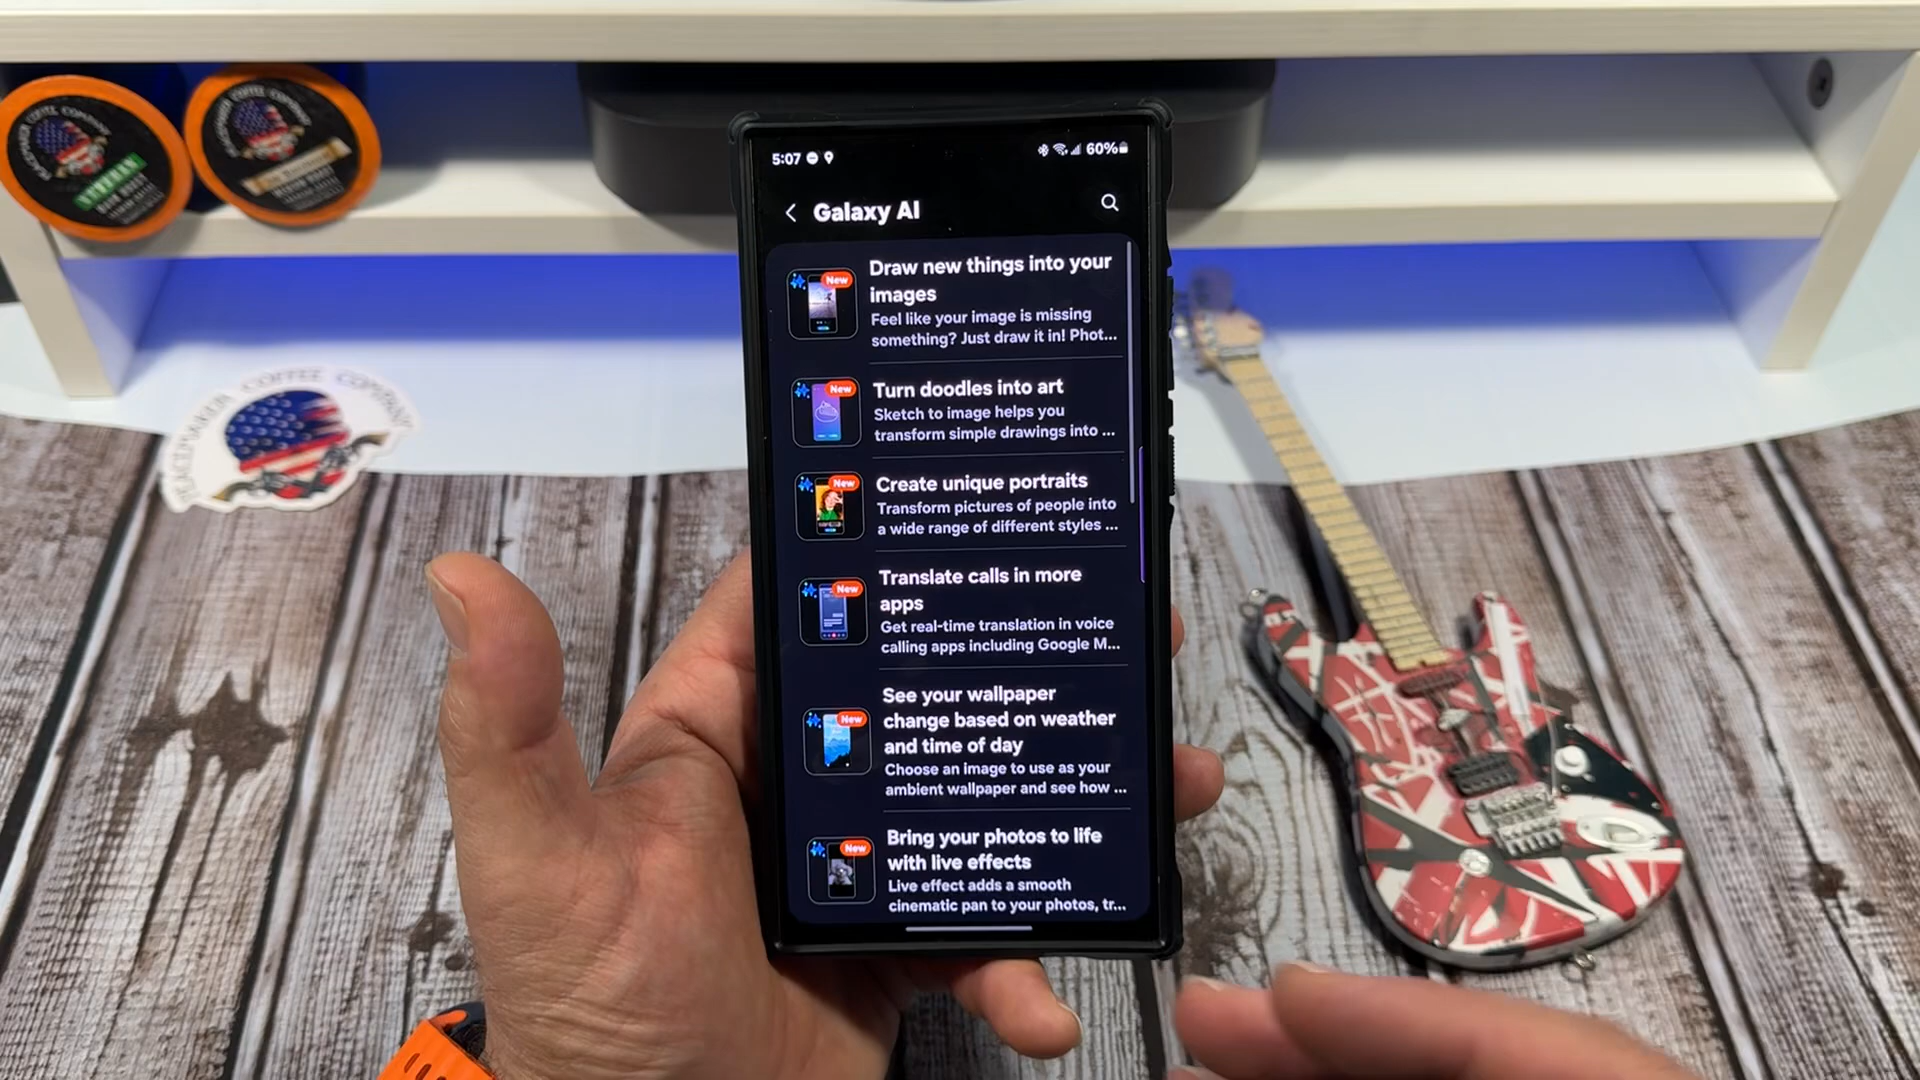 5:07
60%
Galaxy AI
New
Draw new things into your
images
Feel like your image is missing
something? Just draw it in! Phot...
New
Turn doodles into art
Sketch to image helps you
transform simple drawings into ...
New
Create unique portraits
Transform pictures of people into
a wide range of different styles ...
New
Translate calls in more
apps
Get real-time translation in voice
calling apps including Google M...
New
See your wallpaper
change based on weather
and time of day
Choose an image to use as your
ambient wallpaper and see how ...
New
Bring your photos to life
with live effects
Live effect adds a smooth
cinematic pan to your photos, tr...
PEACEMAKER COFFEE COMPANY